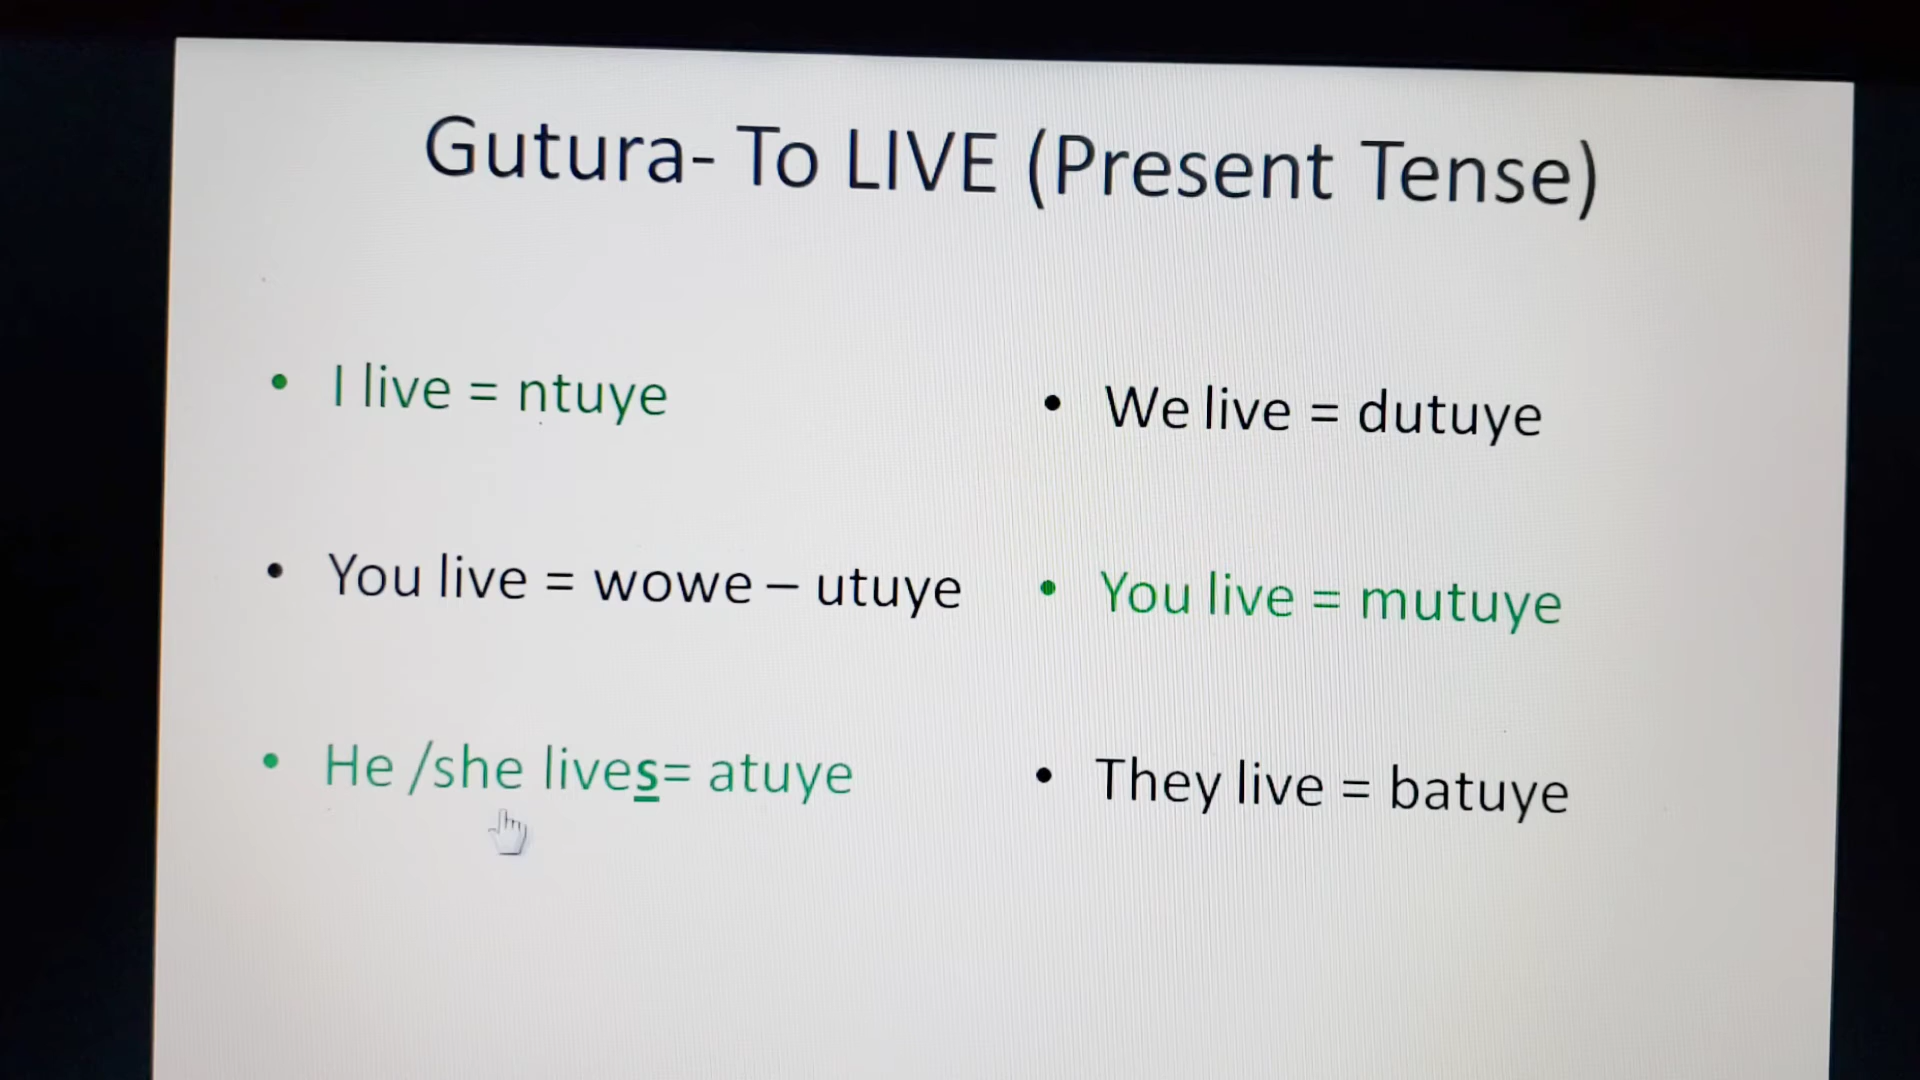 Gutura- To LIVE (Present Tense)
• I live = ntuye
• You live = wowe – utuye
• He /she lives= atuye
• We live = dutuye
• You live = mutuye
• They live = batuye